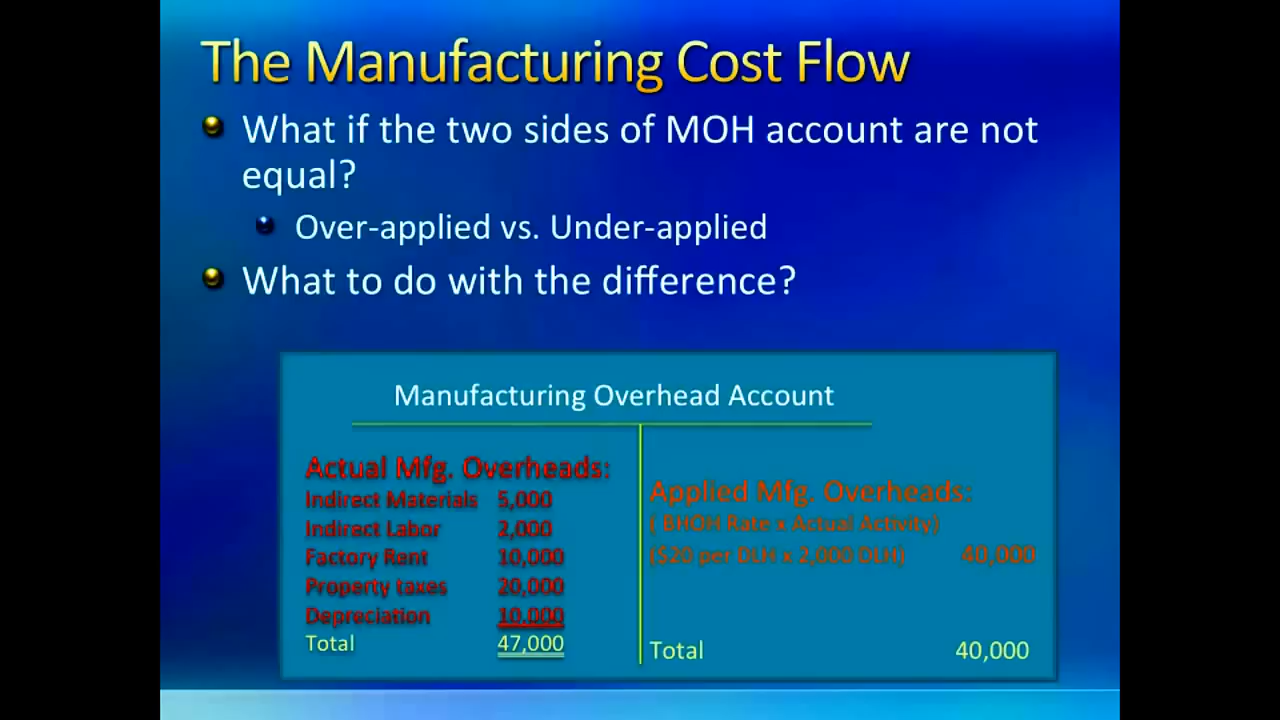 The Manufacturing Cost Flow
What if the two sides of MOH account are not
equal?
Over-applied vs. Under-applied
What to do with the difference?
Manufacturing Overhead Account
Actual Mfg. Overheads:
Indirect Materials 5,000
Indirect Labor 2,000
Factory Rent 10,000
Property taxes 20,000
Depreciation 10,000
Total 47,000
Applied Mfg. Overheads:
( BHOH Rate x Actual Activity)
($20 per DLH x 2,000 DLH) 40,000
Total 40,000